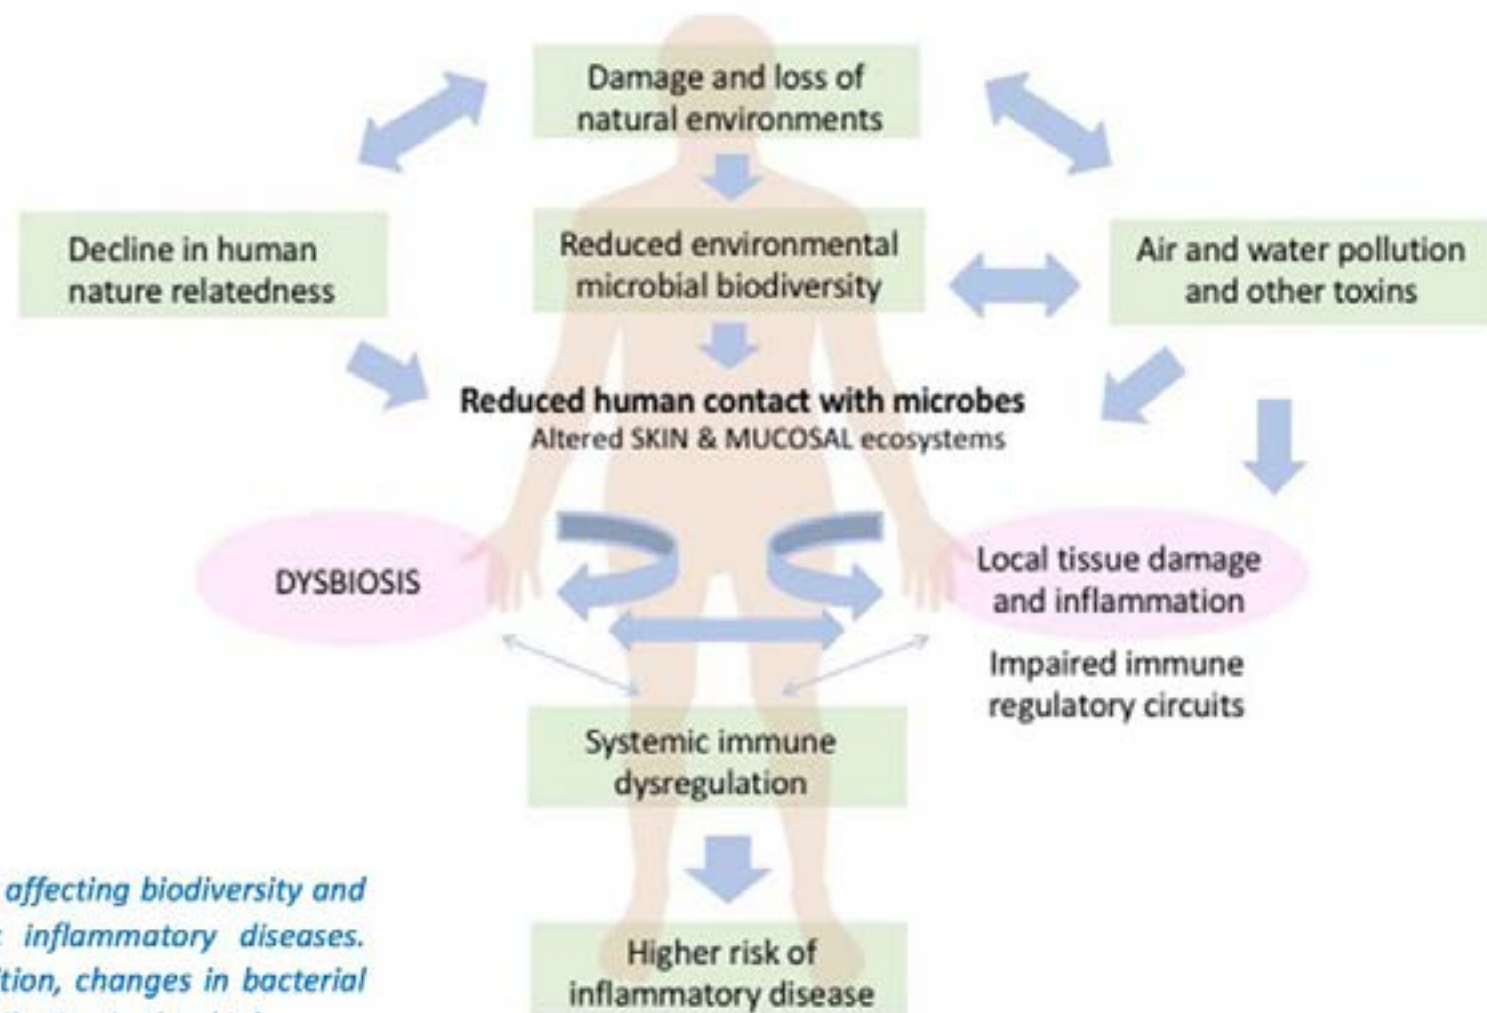 Damage and loss of
natural environments
Decline in human
nature relatedness
Reduced environmental
microbial biodiversity
Air and water pollution
and other toxins
Reduced human contact with microbes
Altered SKIN & MUCOSAL ecosystems
DYSBIOSIS
Local tissue damage
and inflammation
Impaired immune
regulatory circuits
Systemic immune
dysregulation
Higher risk of
inflammatory disease
affecting biodiversity and
inflammatory diseases.
changes in bacterial